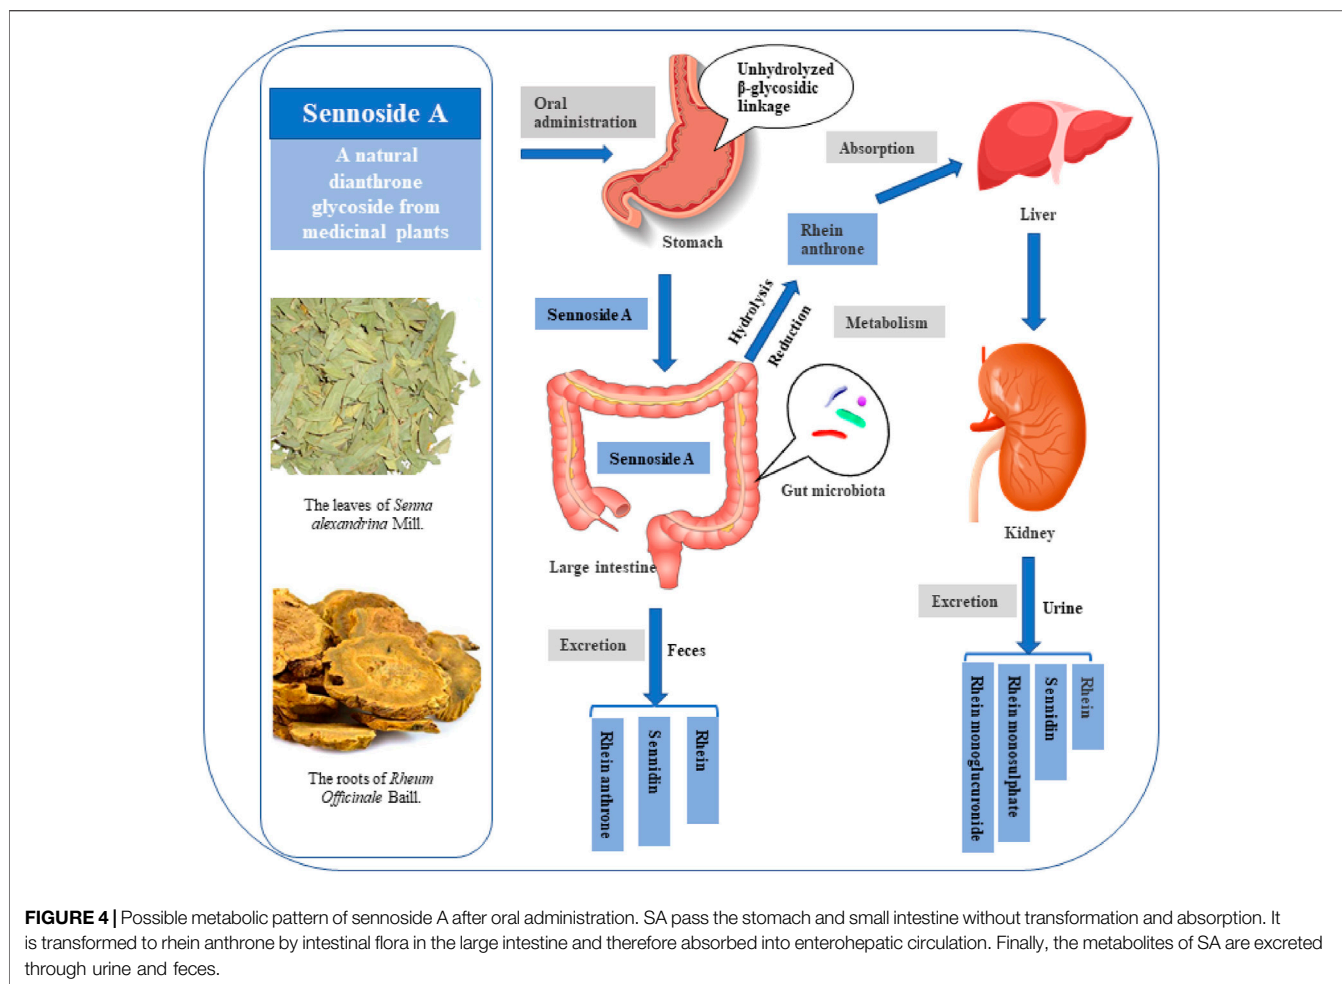 Sennoside A
A natural
dianthrone
glycoside from
medicinal plants
The leaves of Senna
alexandrina Mill.
The roots of Rheum
Officinale Baill.
Oral
administration
Unhydrolyzed
β-glycosidic
linkage
Stomach
Sennoside A
Sennoside A
Large intestine
Hydrolysis
Reduction
Rhein
anthrone
Absorption
Metabolism
Gut microbiota
Liver
Kidney
Excretion
Feces
Rhein anthrone
Sennidin
Rhein
Excretion
Urine
Rhein monoglucuronide
Rhein monosulphate
Sennidin
Rhein
FIGURE 4 | Possible metabolic pattern of sennoside A after oral administration. SA pass the stomach and small intestine without transformation and absorption. It
is transformed to rhein anthrone by intestinal flora in the large intestine and therefore absorbed into enterohepatic circulation. Finally, the metabolites of SA are excreted
through urine and feces.